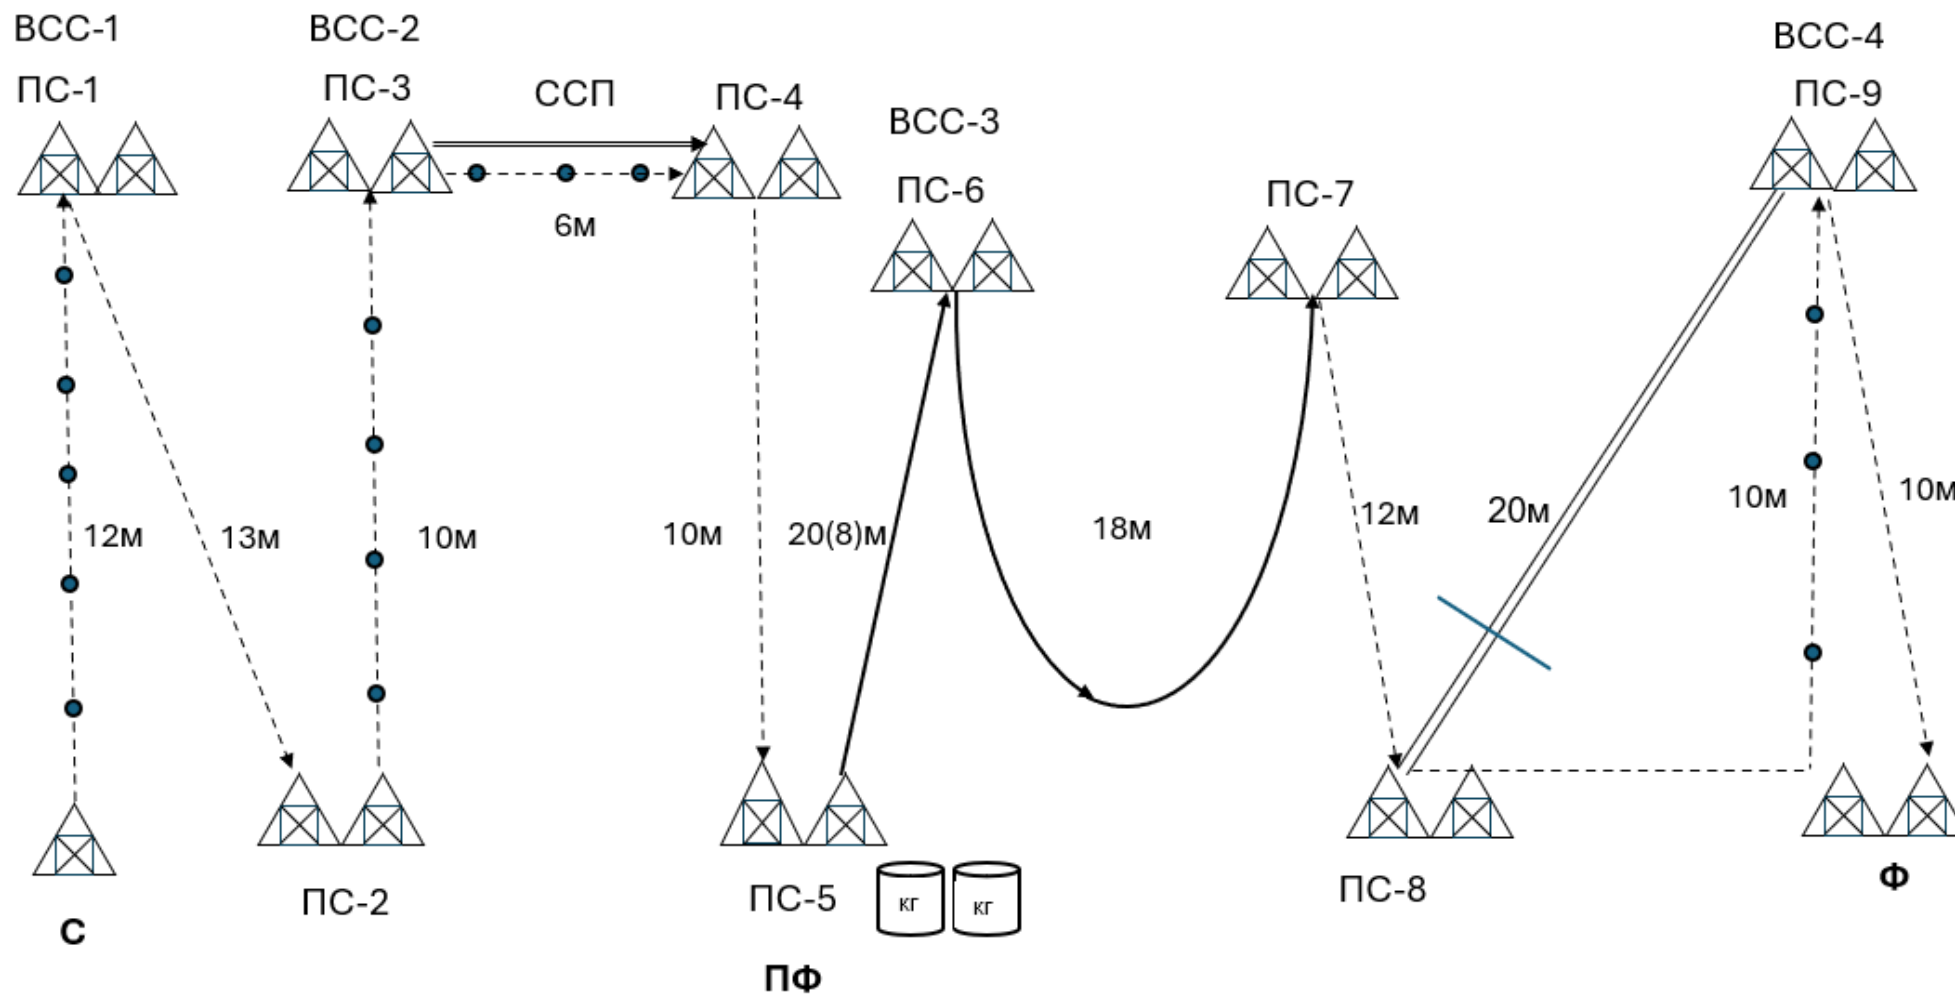 ВСС-1
ПС-1
ВСС-2
ПС-3
ССП
6м
ПС-4
ВСС-3
ПС-6
ПС-7
ВСС-4
ПС-9
12м
13м
10м
10м
20(8)м
18м
12м
20м
10м
10м
С
ПС-2
ПС-5
кг
кг
ПФ
ПС-8
Ф